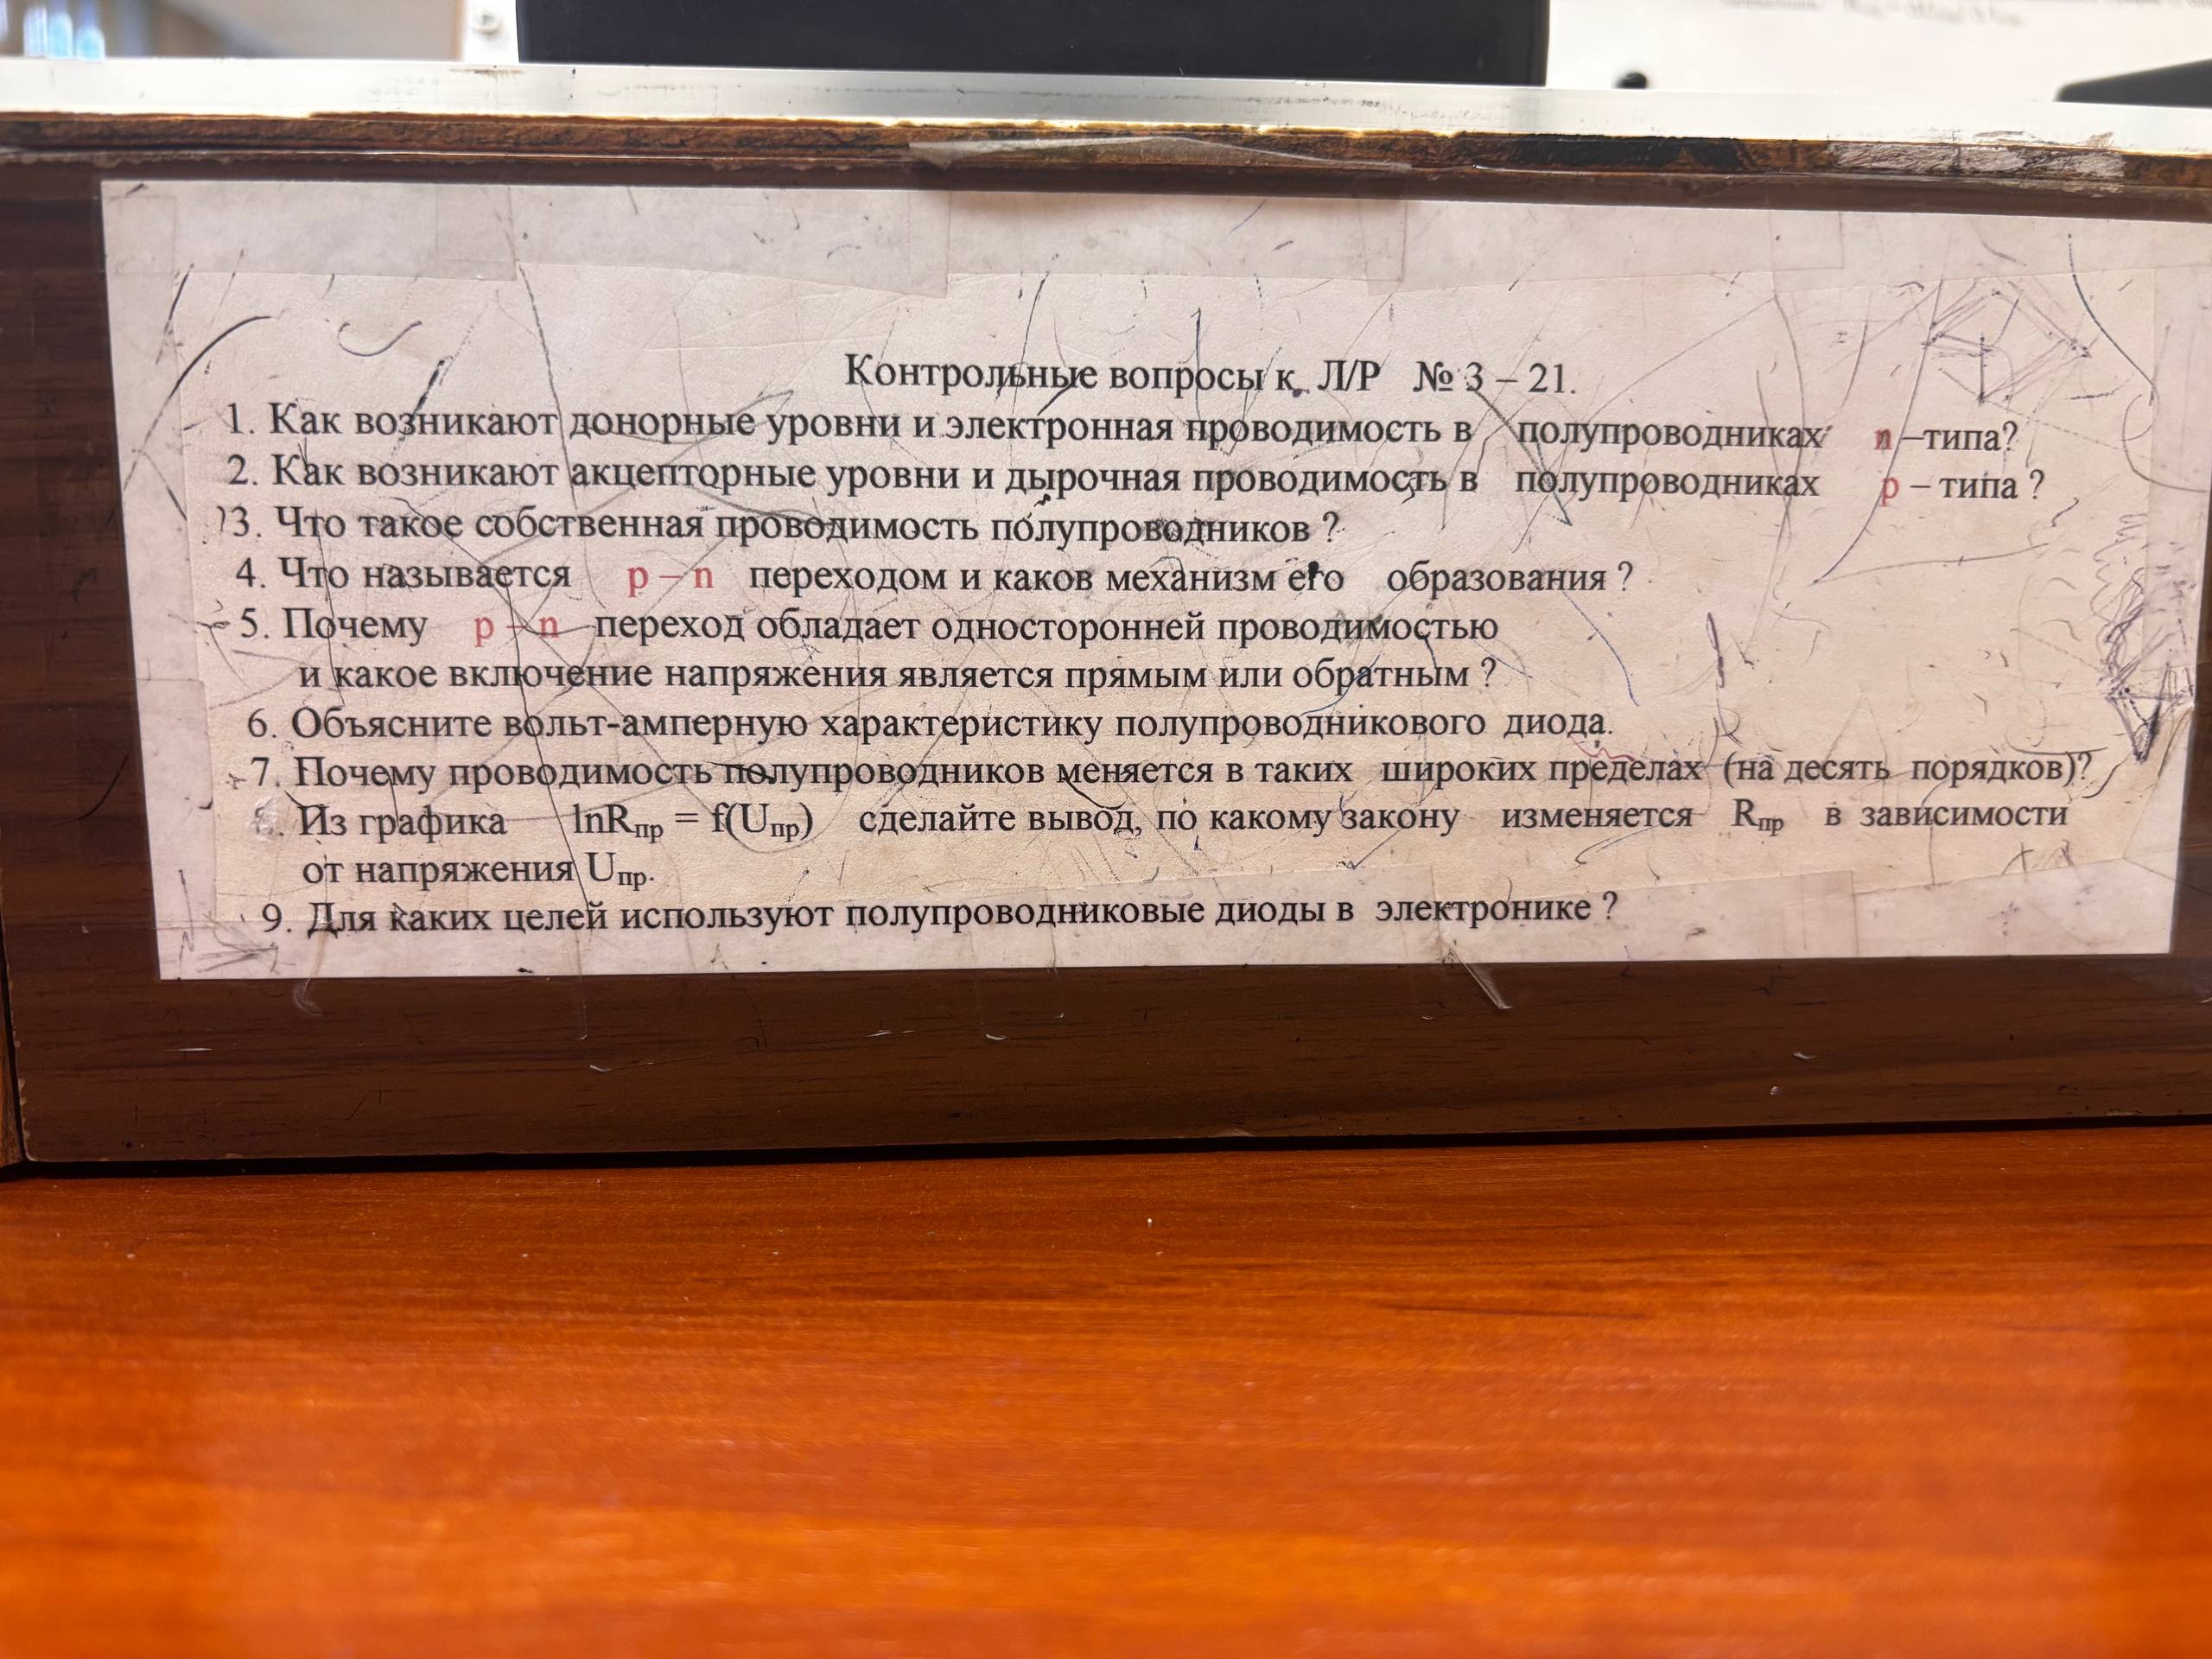 Контрольные вопросы к Л/Р № 3 – 21.
1. Как возникают донорные уровни и электронная проводимость в полупроводниках n –типа?
2. Как возникают акцепторные уровни и дырочная проводимость в полупроводниках p – типа ?
3. Что такое собственная проводимость полупроводников ?
4. Что называется p – n переходом и каков механизм его образования ?
5. Почему p – n переход обладает односторонней проводимостью
и какое включение напряжения является прямым или обратным ?
6. Объясните вольт-амперную характеристику полупроводникового диода.
7. Почему проводимость полупроводников меняется в таких широких пределах (на десять порядков)?
8. Из графика lnRпр = f(Uпр) сделайте вывод, по какому закону изменяется Rпр в зависимости
от напряжения Uпр.
9. Для каких целей используют полупроводниковые диоды в электронике ?